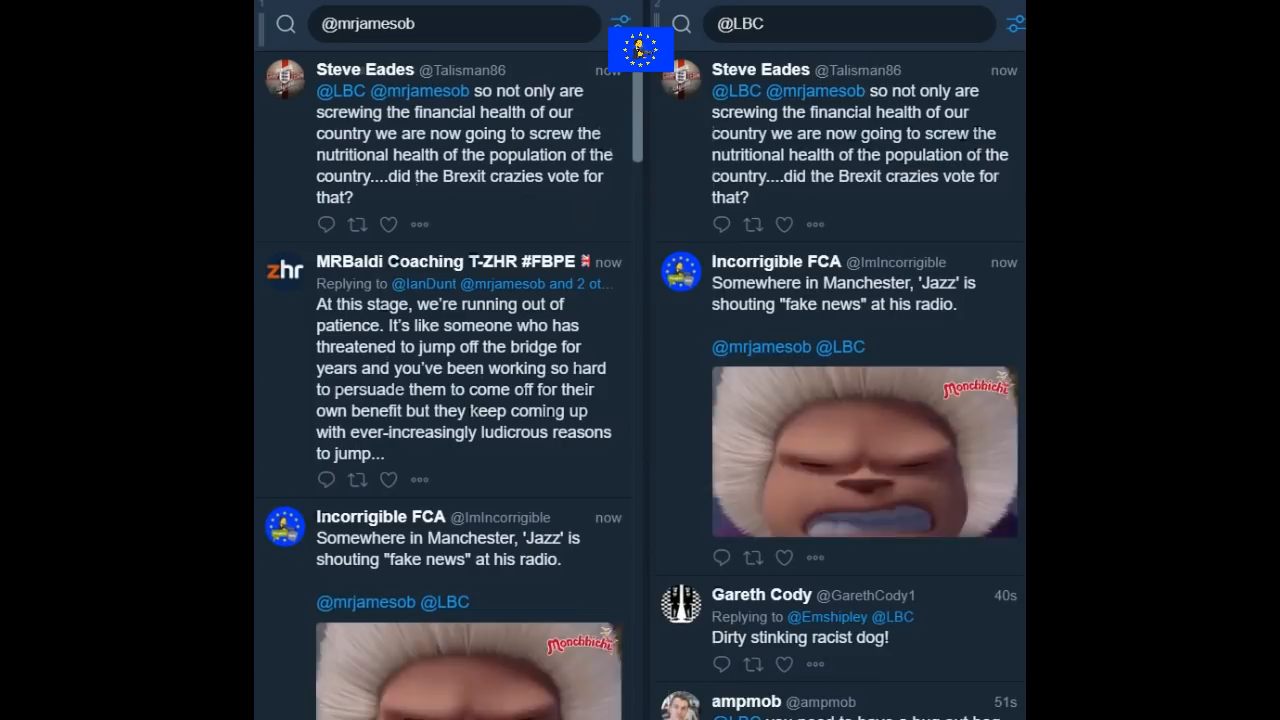 @mrjamesob
Steve Eades @Talisman86 now
@LBC @mrjamesob so not only are
screwing the financial health of our
country we are now going to screw the
nutritional health of the population of the
country....did the Brexit crazies vote for
that?
MRBaldi Coaching T-ZHR #FBPE now
zhr
Replying to @IanDunt @mrjamesob and 2 ot...
At this stage, we're running out of
patience. It's like someone who has
threatened to jump off the bridge for
years and you've been working so hard
to persuade them to come off for their
own benefit but they keep coming up
with ever-increasingly ludicrous reasons
to jump...
Incorrigible FCA @ImIncorrigible now
Somewhere in Manchester, 'Jazz' is
shouting "fake news" at his radio.
@mrjamesob @LBC
Monchhichi
@LBC
Steve Eades @Talisman86 now
@LBC @mrjamesob so not only are
screwing the financial health of our
country we are now going to screw the
nutritional health of the population of the
country....did the Brexit crazies vote for
that?
Incorrigible FCA @ImIncorrigible now
Somewhere in Manchester, 'Jazz' is
shouting "fake news" at his radio.
@mrjamesob @LBC
Monchhichi
Gareth Cody @GarethCody1 40s
Replying to @Emshipley @LBC
Dirty stinking racist dog!
ampmob @ampmob 51s
@LBC you need to have a bug out bag